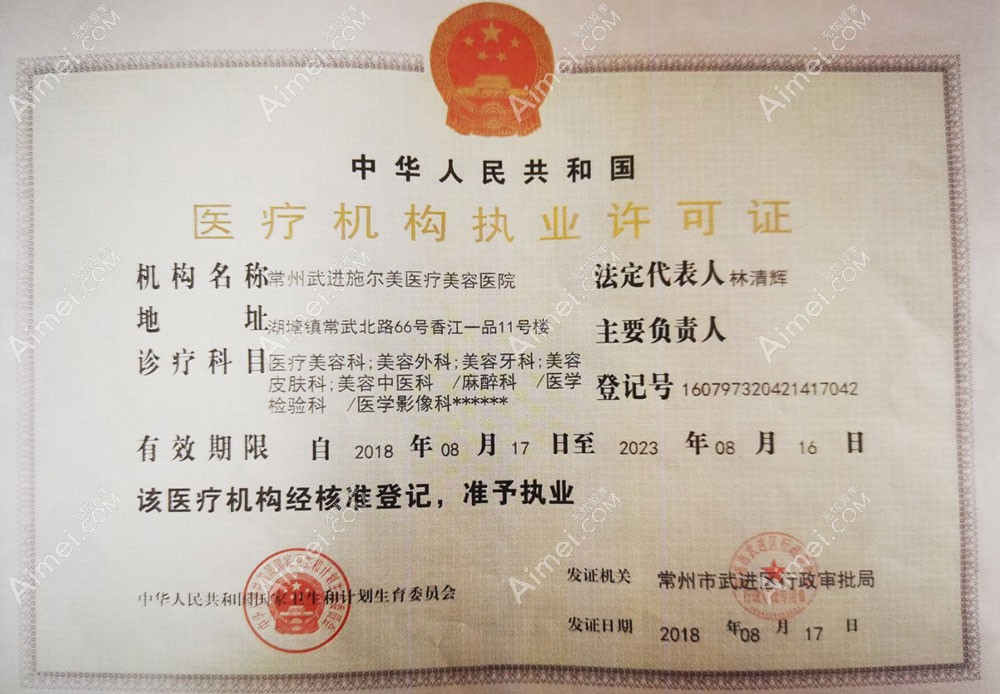 中华人民共和国
医疗机构执业许可证
机构名称 常州武进施尔美医疗美容医院
法定代表人 林清辉
地 址 湖塘镇常武北路66号香江一品11号楼
主要负责人
诊疗科目 医疗美容科;美容外科;美容牙科;美容
皮肤科;美容中医科 /麻醉科 /医学
检验科 /医学影像科******
登记号 160797320421417042
有效期限 自 2018 年 08 月 17 日至 2023 年 08 月 16 日
该医疗机构经核准登记，准予执业
中华人民共和国国家卫生和计划生育委员会
发证机关 常州市武进区行政审批局
发证日期 2018 年 08 月 17 日
Aimei.COM